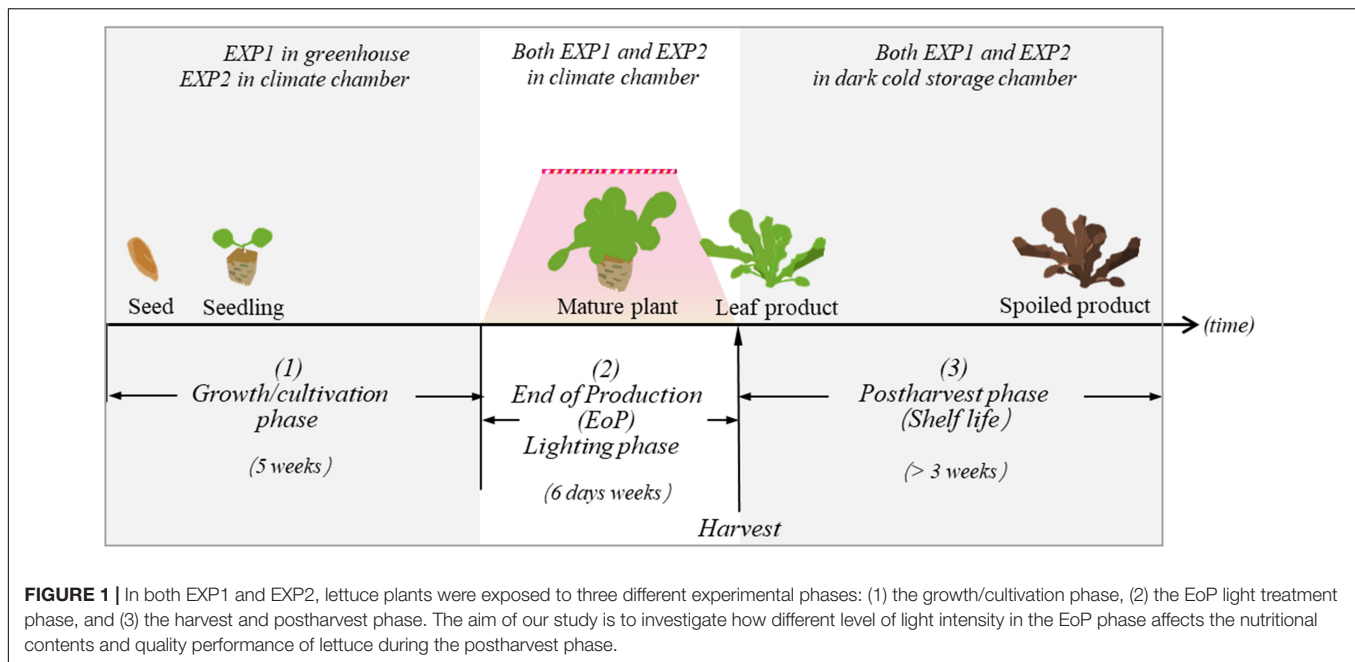 EXP1 in greenhouse
EXP2 in climate chamber
Both EXP1 and EXP2
in climate chamber
Both EXP1 and EXP2
in dark cold storage chamber
Seed
Seedling
Mature plant
Leaf product
Spoiled product
(time)
(1)
Growth/cultivation
phase
(5 weeks)
(2)
End of Production
(EoP)
Lighting phase
(6 days weeks)
(3)
Postharvest phase
(Shelf life)
(> 3 weeks)
Harvest
FIGURE 1 | In both EXP1 and EXP2, lettuce plants were exposed to three different experimental phases: (1) the growth/cultivation phase, (2) the EoP light treatment
phase, and (3) the harvest and postharvest phase. The aim of our study is to investigate how different level of light intensity in the EoP phase affects the nutritional
contents and quality performance of lettuce during the postharvest phase.